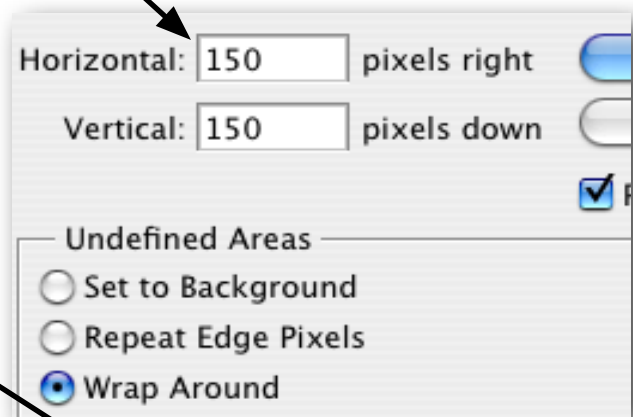 Horizontal: 150 pixels right
Vertical: 150 pixels down
Undefined Areas
Set to Background
Repeat Edge Pixels
Wrap Around